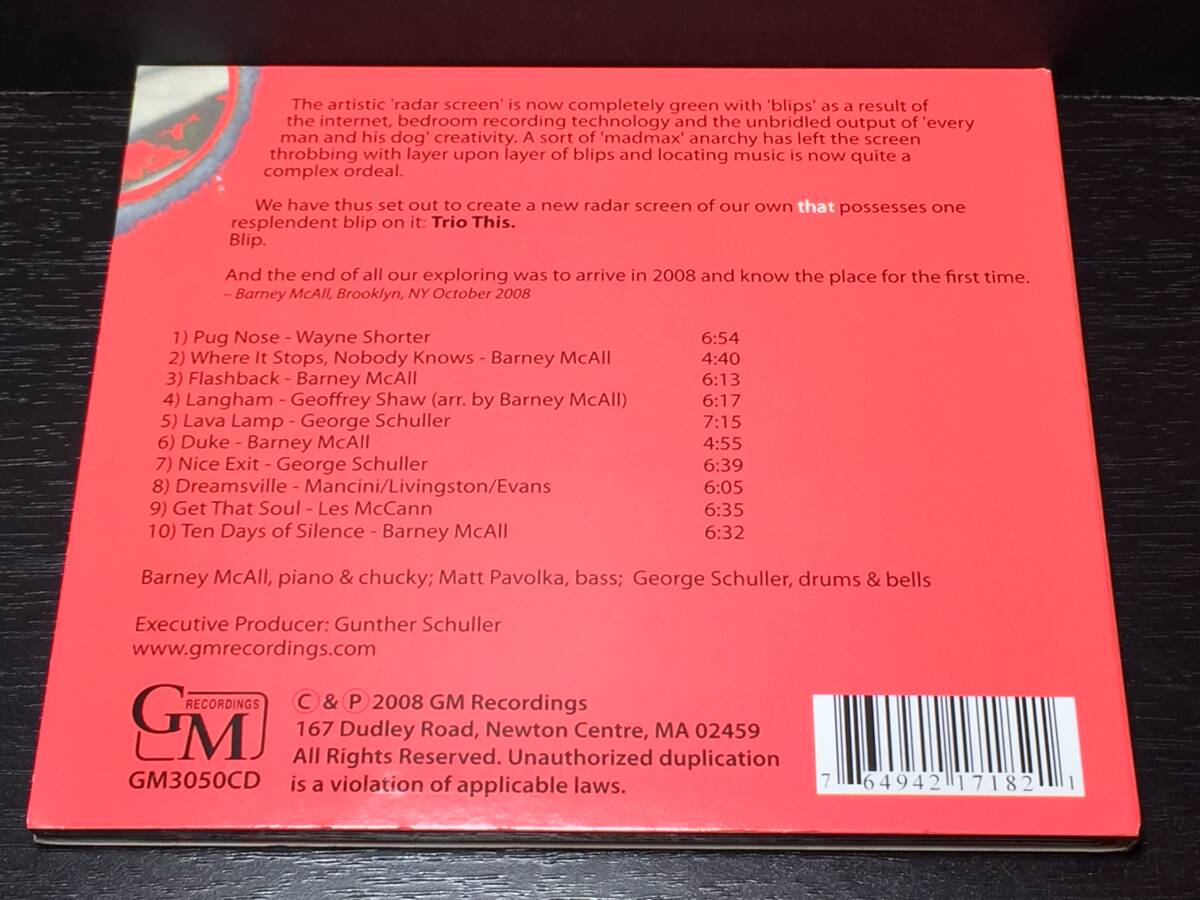 The artistic 'radar screen' is now completely green with 'blips' as a result of
the internet, bedroom recording technology and the unbridled output of 'every
man and his dog' creativity. A sort of 'madmax' anarchy has left the screen
throbbing with layer upon layer of blips and locating music is now quite a
complex ordeal.
We have thus set out to create a new radar screen of our own that possesses one
resplendent blip on it: Trio This.
Blip.
And the end of all our exploring was to arrive in 2008 and know the place for the first time.
– Barney McAll, Brooklyn, NY October 2008
1) Pug Nose - Wayne Shorter 6:54
2) Where It Stops, Nobody Knows - Barney McAll 4:40
3) Flashback - Barney McAll 6:13
4) Langham - Geoffrey Shaw (arr. by Barney McAll) 6:17
5) Lava Lamp - George Schuller 7:15
6) Duke - Barney McAll 4:55
7) Nice Exit - George Schuller 6:39
8) Dreamsville - Mancini/Livingston/Evans 6:05
9) Get That Soul - Les McCann 6:35
10) Ten Days of Silence - Barney McAll 6:32
Barney McAll, piano & chucky; Matt Pavolka, bass; George Schuller, drums & bells
Executive Producer: Gunther Schuller
www.gmrecordings.com
GM RECORDINGS
GM3050CD
Ⓒ & Ⓟ 2008 GM Recordings
167 Dudley Road, Newton Centre, MA 02459
All Rights Reserved. Unauthorized duplication
is a violation of applicable laws.
7 64942 17182 1